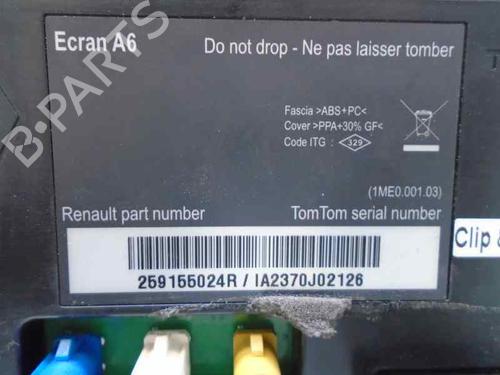 Ecran A6
Do not drop - Ne pas laisser tomber
Fascia >ABS+PC<
Cover >PPA+30% GF<
Code ITG : 329
(1ME0.001.03)
Renault part number
TomTom serial number
Clip &
259155024R / IA2370J02126
B-PARTS